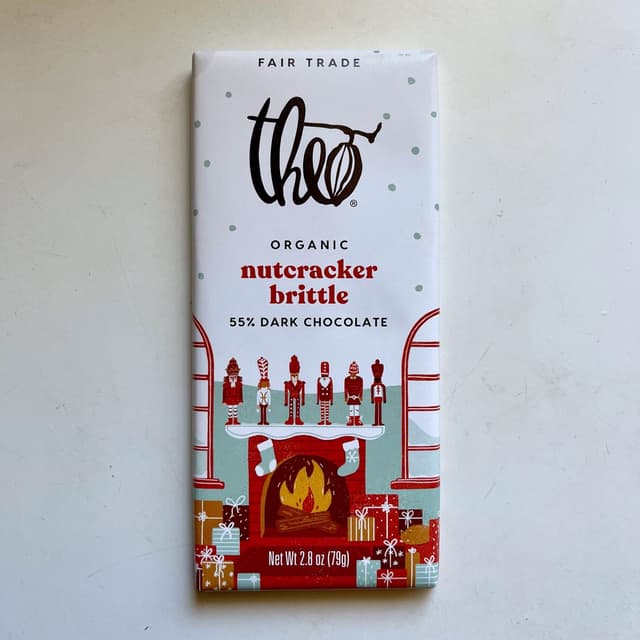 FAIR TRADE
theo®
ORGANIC
nutcracker
brittle
55% DARK CHOCOLATE
Net Wt 2.8 oz (79g)